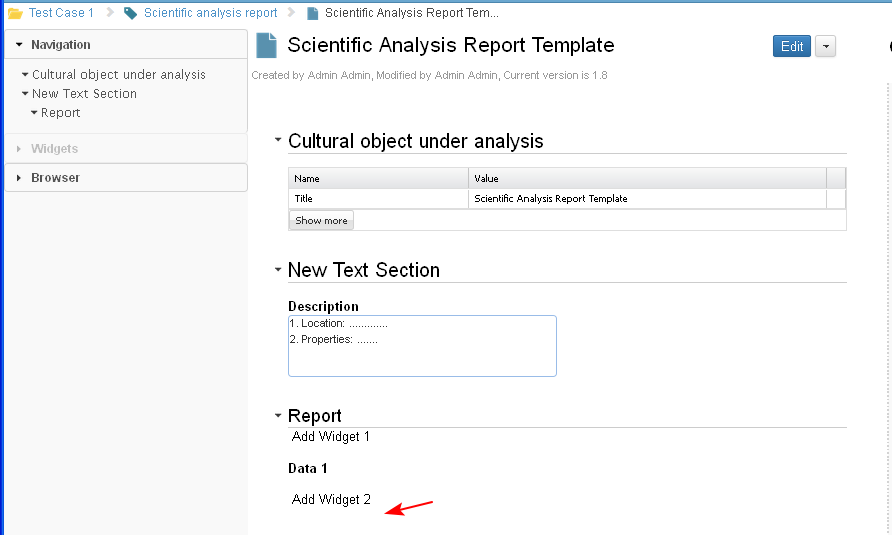 Test Case 1 Scientific analysis report Scientific Analysis Report Tem...
Navigation
Cultural object under analysis
New Text Section
Report
Widgets
Browser
Scientific Analysis Report Template
Edit
Created by Admin Admin, Modified by Admin Admin, Current version is 1.8
Cultural object under analysis
Name Value
Title Scientific Analysis Report Template
Show more
New Text Section
Description
1. Location: .............
2. Properties: .......
Report
Add Widget 1
Data 1
Add Widget 2